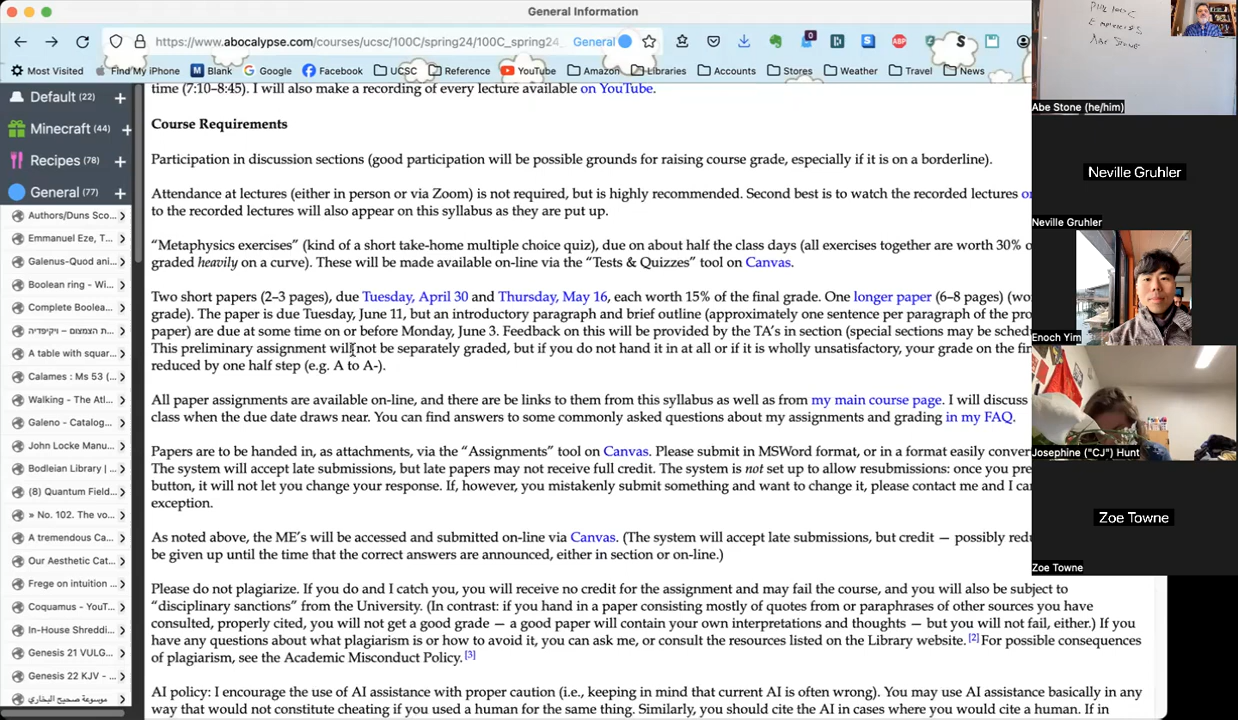 General Information
https://www.abocalypse.com/courses/ucsc/100C/spring24/100C_spring24_
General
Most Visited
Find My iPhone
Blank
Google
Facebook
UCSC
Reference
YouTube
Amazon
Libraries
Accounts
Stores
Weather
Travel
News
Default (22)
Minecraft (44)
Recipes (78)
General (77)
Authors/Duns Sco...
Emmanuel Eze, T...
Galenus-Quod ani...
Boolean ring - Wi...
Complete Boolea...
A table with squar...
Calames : Ms 53 (...
Walking - The Atl...
Galeno - Catalog...
John Locke Manu...
Bodleian Library |...
(8) Quantum Field...
» No. 102. The vo...
A tremendous Ca...
Our Aesthetic Cat...
Frege on intuition ...
Coquamus - YouT...
In-House Shreddi...
Genesis 21 VULG...
Genesis 22 KJV - ...
موسوعة صحيح البخاري
time (7:10–8:45). I will also make a recording of every lecture available on YouTube.
Course Requirements
Participation in discussion sections (good participation will be possible grounds for raising course grade, especially if it is on a borderline).
Attendance at lectures (either in person or via Zoom) is not required, but is highly recommended. Second best is to watch the recorded lectures
to the recorded lectures will also appear on this syllabus as they are put up.
“Metaphysics exercises” (kind of a short take-home multiple choice quiz), due on about half the class days (all exercises together are worth 30% o
graded heavily on a curve). These will be made available on-line via the “Tests & Quizzes” tool on Canvas.
Two short papers (2–3 pages), due Tuesday, April 30 and Thursday, May 16, each worth 15% of the final grade. One longer paper (6–8 pages) (wo
grade). The paper is due Tuesday, June 11, but an introductory paragraph and brief outline (approximately one sentence per paragraph of the pro
paper) are due at some time on or before Monday, June 3. Feedback on this will be provided by the TA’s in section (special sections may be sched
This preliminary assignment will not be separately graded, but if you do not hand it in at all or if it is wholly unsatisfactory, your grade on the fin
reduced by one half step (e.g. A to A-).
All paper assignments are available on-line, and there are be links to them from this syllabus as well as from my main course page. I will discuss
class when the due date draws near. You can find answers to some commonly asked questions about my assignments and grading in my FAQ.
Papers are to be handed in, as attachments, via the “Assignments” tool on Canvas. Please submit in MSWord format, or in a format easily conver
The system will accept late submissions, but late papers may not receive full credit. The system is not set up to allow resubmissions: once you pre
button, it will not let you change your response. If, however, you mistakenly submit something and want to change it, please contact me and I can
exception.
As noted above, the ME’s will be accessed and submitted on-line via Canvas. (The system will accept late submissions, but credit — possibly redu
be given up until the time that the correct answers are announced, either in section or on-line.)
Please do not plagiarize. If you do and I catch you, you will receive no credit for the assignment and may fail the course, and you will also be subject to
“disciplinary sanctions” from the University. (In contrast: if you hand in a paper consisting mostly of quotes from or paraphrases of other sources you have
consulted, properly cited, you will not get a good grade — a good paper will contain your own interpretations and thoughts — but you will not fail, either.) If you
have any questions about what plagiarism is or how to avoid it, you can ask me, or consult the resources listed on the Library website.[2] For possible consequences
of plagiarism, see the Academic Misconduct Policy.[3]
AI policy: I encourage the use of AI assistance with proper caution (i.e., keeping in mind that current AI is often wrong). You may use AI assistance basically in any
way that would not constitute cheating if you used a human for the same thing. Similarly, you should cite the AI in cases where you would cite a human. If in
Abe Stone (he/him)
Neville Gruhler
Neville Gruhler
Enoch Yim
Josephine ("CJ") Hunt
Zoe Towne
Zoe Towne